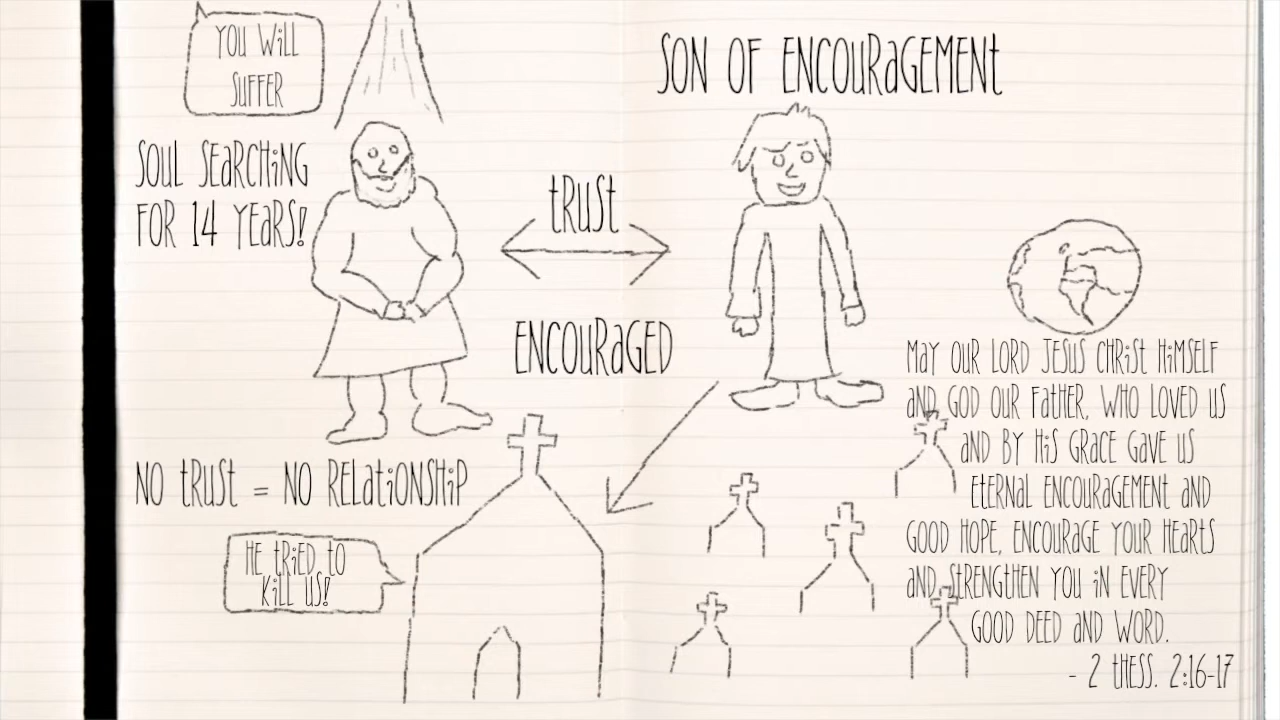 YOU WiLL
SUFFER
SON OF ENCOURaGEMENt
SOUL SEaRCHiNG
FOR 14 YEaRS!
tRUSt
ENCOURaGED
NO tRUSt = NO RELatiONSHiP
HE tRiED TO
KiLL US!
MaY OUR LORD JESUS CHRiSt HiMSELF
aND GOD OUR FatHER, WHO LOVED US
aND BY HiS GRaCE GaVE US
EtERNaL ENCOURaGEMENt aND
GOOD HOPE, ENCOURaGE YOUR HEaRtS
aND StRENGtHEN YOU iN EVERY
GOOD DEED aND WORD.
- 2 tHESS. 2:16-17